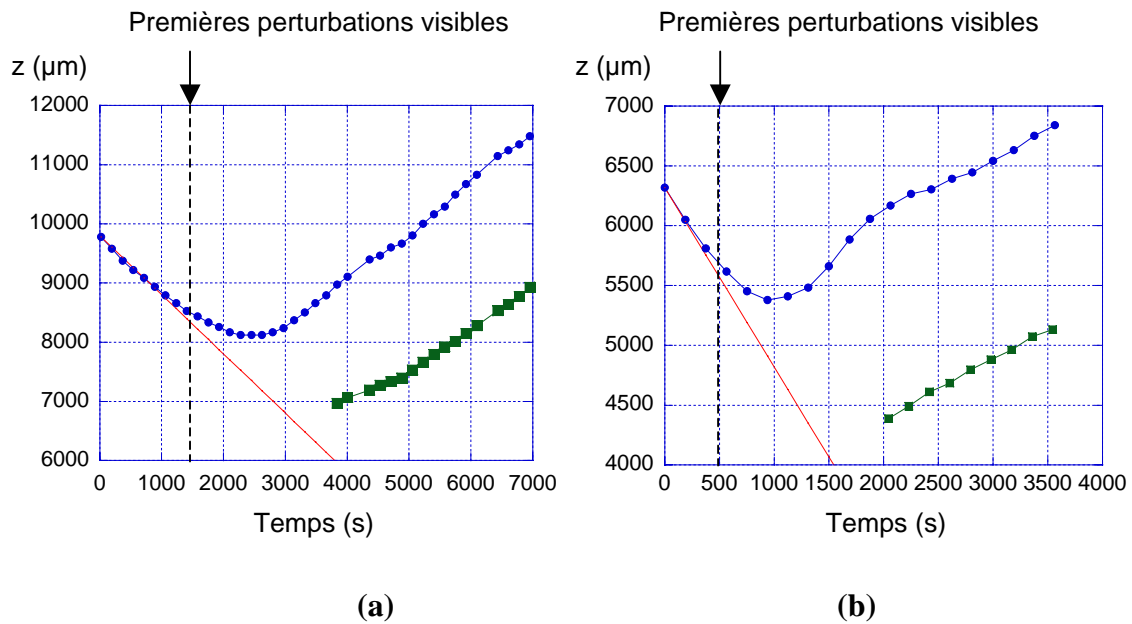 Premières perturbations visibles
Premières perturbations visibles
z (µm)
z (µm)
12000
11000
10000
9000
8000
7000
6000
0 1000 2000 3000 4000 5000 6000 7000
Temps (s)
7000
6500
6000
5500
5000
4500
4000
0 500 1000 1500 2000 2500 3000 3500 4000
Temps (s)
(a)
(b)